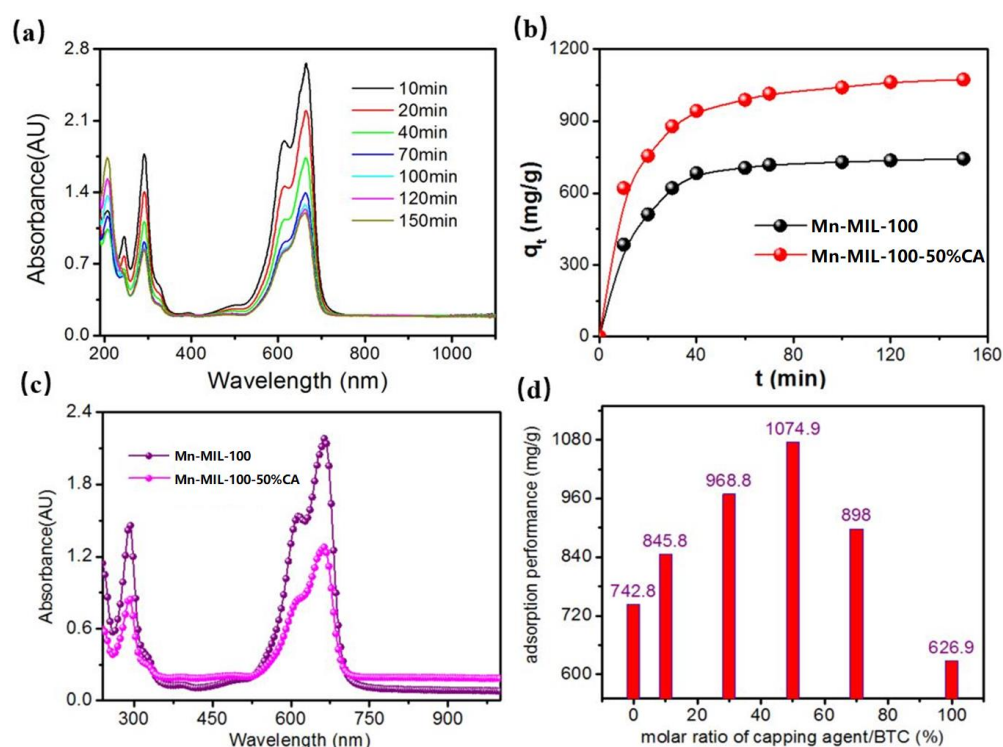 (a)
Absorbance(AU)
2.8
2.1
1.4
0.7
0.0
10min
20min
40min
70min
100min
120min
150min
200 400 600 800 1000
Wavelength (nm)
(b)
qt (mg/g)
1200
900
600
300
0
Mn-MIL-100
Mn-MIL-100-50%CA
0 40 80 120 160
t (min)
(c)
Absorbance(AU)
2.4
1.8
1.2
0.6
0.0
Mn-MIL-100
Mn-MIL-100-50%CA
300 450 600 750 900
Wavelength (nm)
(d)
adsorption performance (mg/g)
1080
960
840
720
600
742.8
845.8
968.8
1074.9
898
626.9
0 20 40 60 80 100
molar ratio of capping agent/BTC (%)